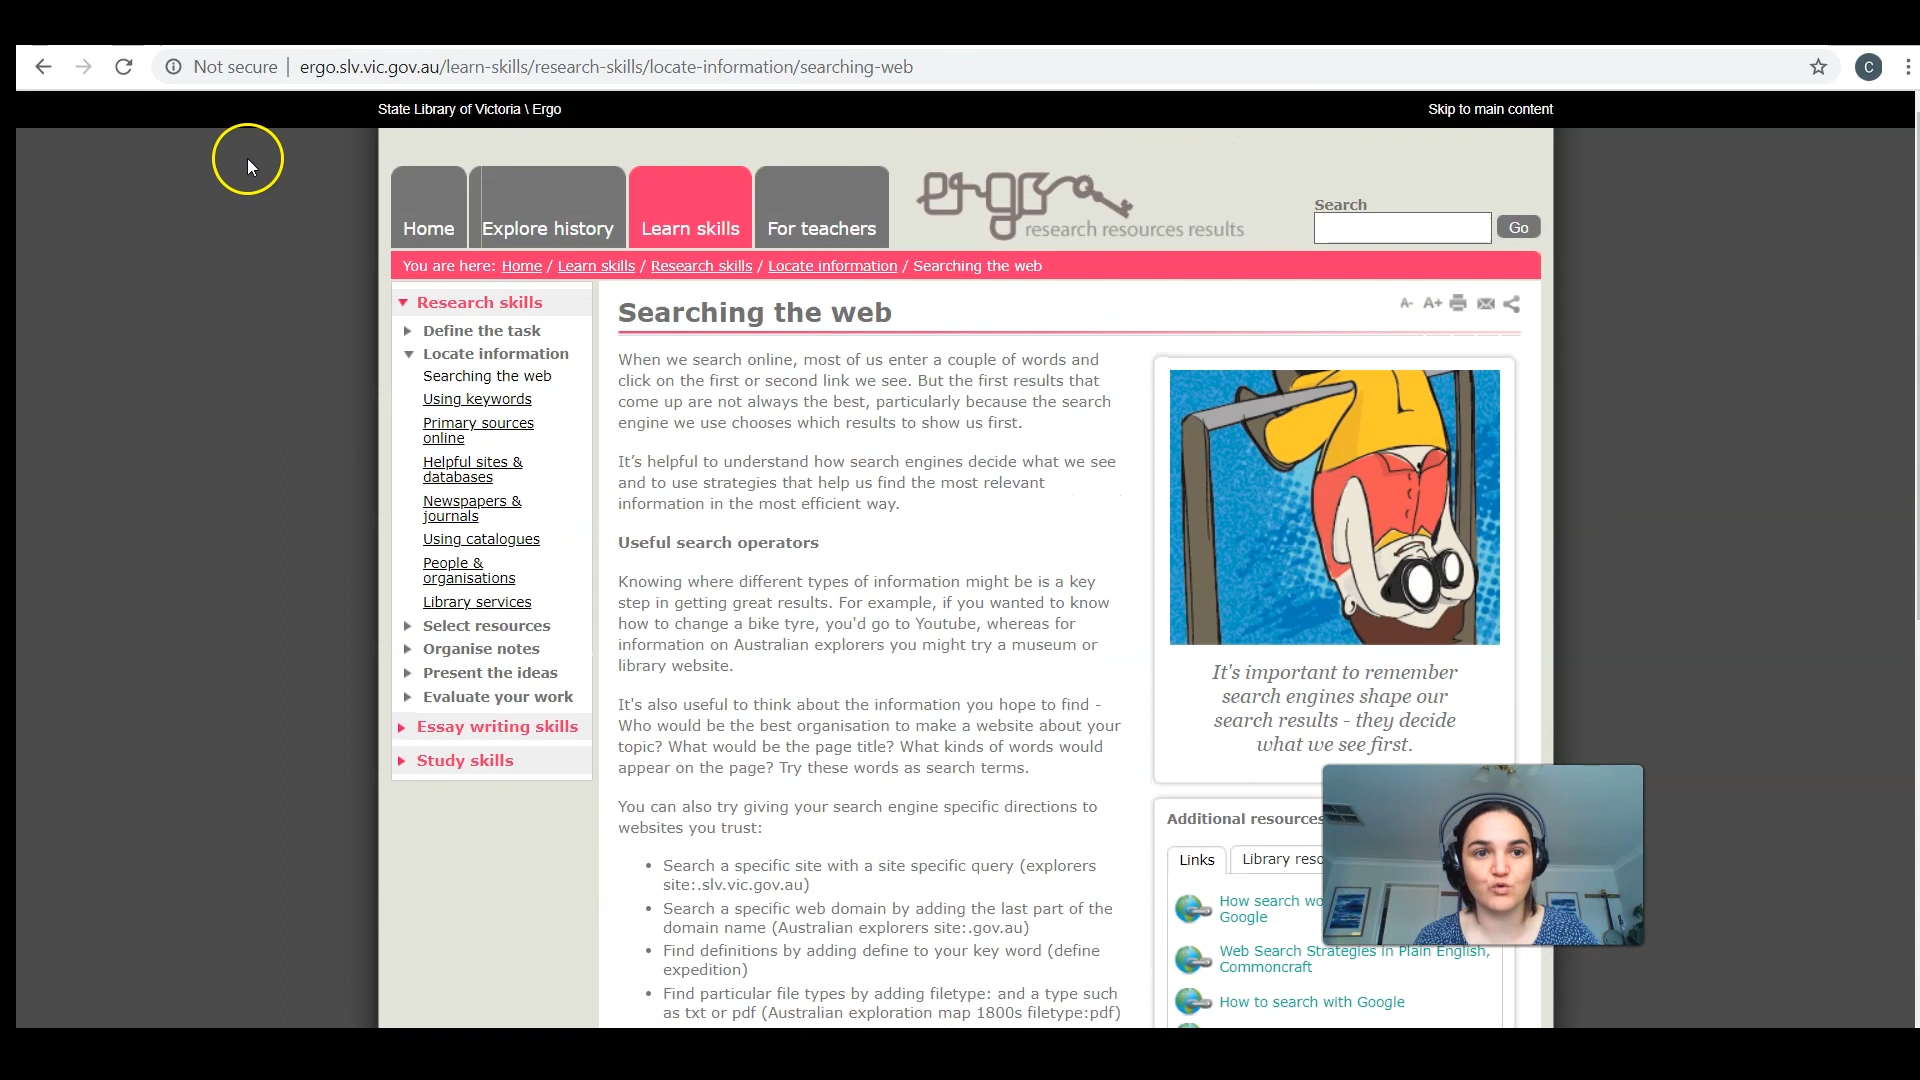 Not secure
ergo.slv.vic.gov.au/learn-skills/research-skills/locate-information/searching-web
C
State Library of Victoria \ Ergo
Skip to main content
Home
Explore history
Learn skills
For teachers
ergo
research resources results
Search
Go
You are here: Home / Learn skills / Research skills / Locate information / Searching the web
Research skills
Define the task
Locate information
Searching the web
Using keywords
Primary sources
online
Helpful sites &
databases
Newspapers &
journals
Using catalogues
People &
organisations
Library services
Select resources
Organise notes
Present the ideas
Evaluate your work
Essay writing skills
Study skills
Searching the web
A- A+
When we search online, most of us enter a couple of words and
click on the first or second link we see. But the first results that
come up are not always the best, particularly because the search
engine we use chooses which results to show us first.
It’s helpful to understand how search engines decide what we see
and to use strategies that help us find the most relevant
information in the most efficient way.
Useful search operators
Knowing where different types of information might be is a key
step in getting great results. For example, if you wanted to know
how to change a bike tyre, you'd go to Youtube, whereas for
information on Australian explorers you might try a museum or
library website.
It's also useful to think about the information you hope to find -
Who would be the best organisation to make a website about your
topic? What would be the page title? What kinds of words would
appear on the page? Try these words as search terms.
You can also try giving your search engine specific directions to
websites you trust:
• Search a specific site with a site specific query (explorers
site:.slv.vic.gov.au)
• Search a specific web domain by adding the last part of the
domain name (Australian explorers site:.gov.au)
• Find definitions by adding define to your key word (define
expedition)
• Find particular file types by adding filetype: and a type such
as txt or pdf (Australian exploration map 1800s filetype:pdf)
It's important to remember
search engines shape our
search results - they decide
what we see first.
Additional resources
Links
Library reso
How search wo
Google
Web Search Strategies in Plain English,
Commoncraft
How to search with Google